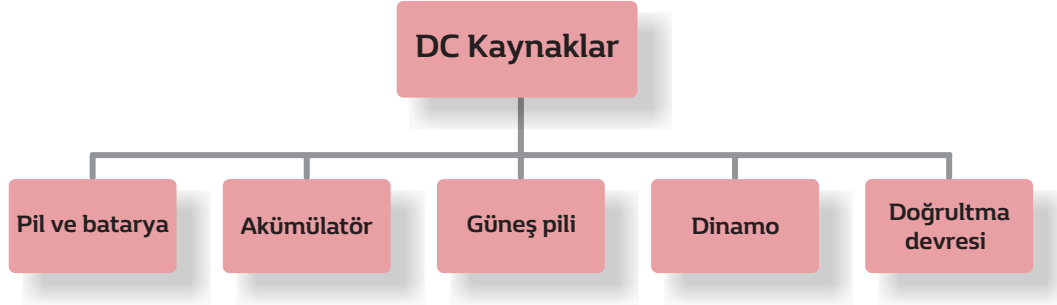 DC Kaynaklar
Pil ve batarya
Akümülatör
Güneş pili
Dinamo
Doğrultma
devresi